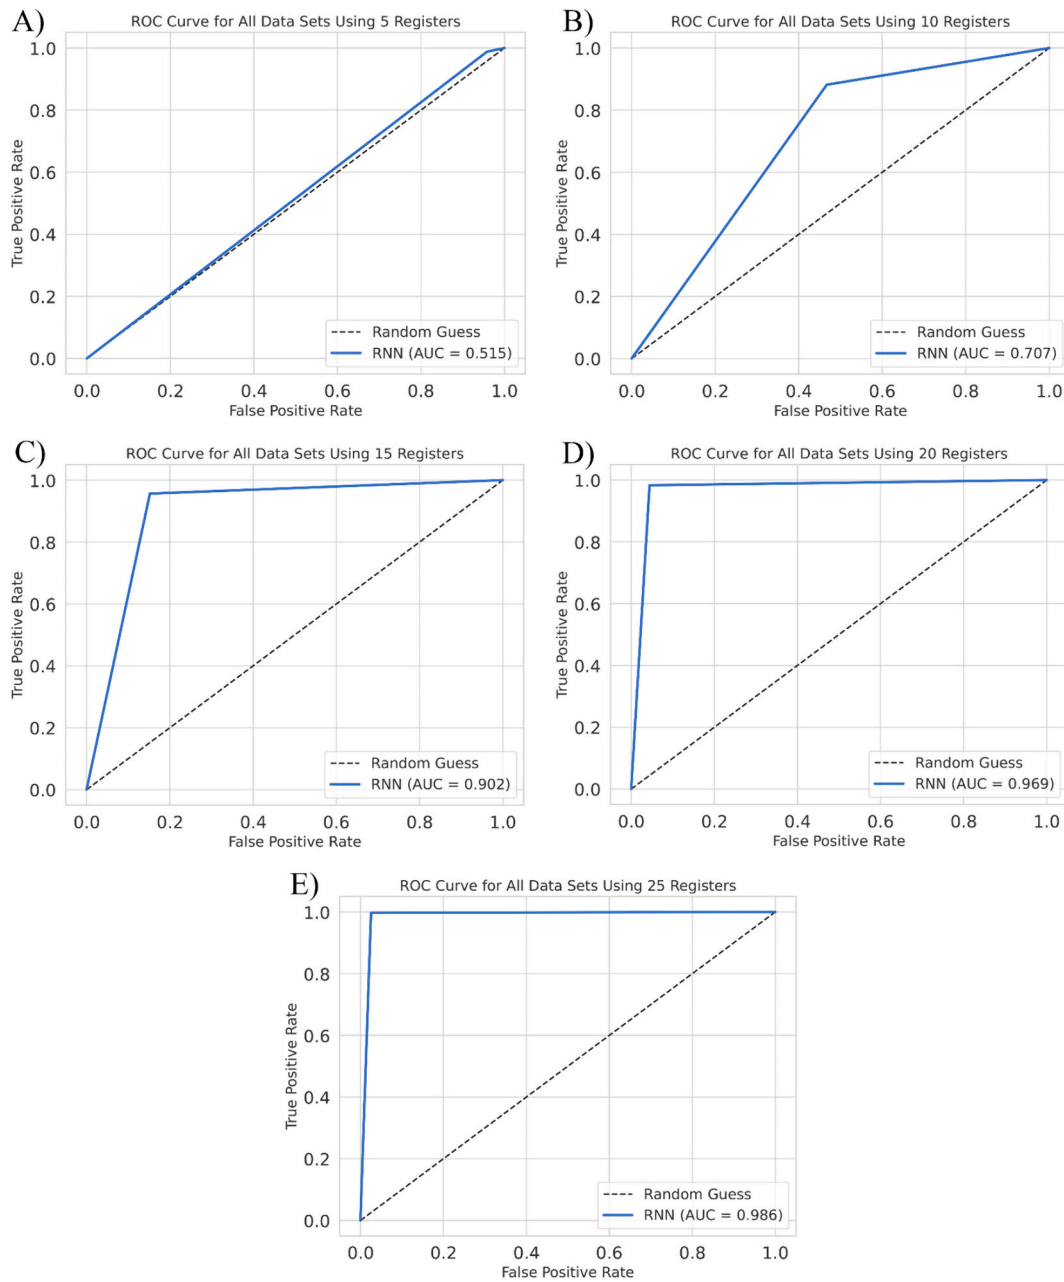 A)
ROC Curve for All Data Sets Using 5 Registers
True Positive Rate
1.0
0.8
0.6
0.4
0.2
0.0
Random Guess
RNN (AUC = 0.515)
0.0 0.2 0.4 0.6 0.8 1.0
False Positive Rate
B)
ROC Curve for All Data Sets Using 10 Registers
True Positive Rate
1.0
0.8
0.6
0.4
0.2
0.0
Random Guess
RNN (AUC = 0.707)
0.0 0.2 0.4 0.6 0.8 1.0
False Positive Rate
C)
ROC Curve for All Data Sets Using 15 Registers
True Positive Rate
1.0
0.8
0.6
0.4
0.2
0.0
Random Guess
RNN (AUC = 0.902)
0.0 0.2 0.4 0.6 0.8 1.0
False Positive Rate
D)
ROC Curve for All Data Sets Using 20 Registers
True Positive Rate
1.0
0.8
0.6
0.4
0.2
0.0
Random Guess
RNN (AUC = 0.969)
0.0 0.2 0.4 0.6 0.8 1.0
False Positive Rate
E)
ROC Curve for All Data Sets Using 25 Registers
True Positive Rate
1.0
0.8
0.6
0.4
0.2
0.0
Random Guess
RNN (AUC = 0.986)
0.0 0.2 0.4 0.6 0.8 1.0
False Positive Rate